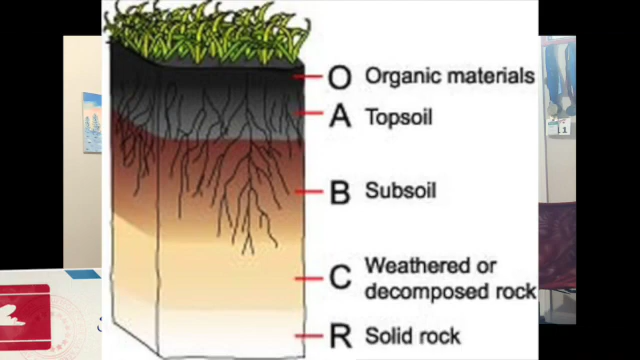 O Organic materials
A Topsoil
B Subsoil
C Weathered or
decomposed rock
R Solid rock